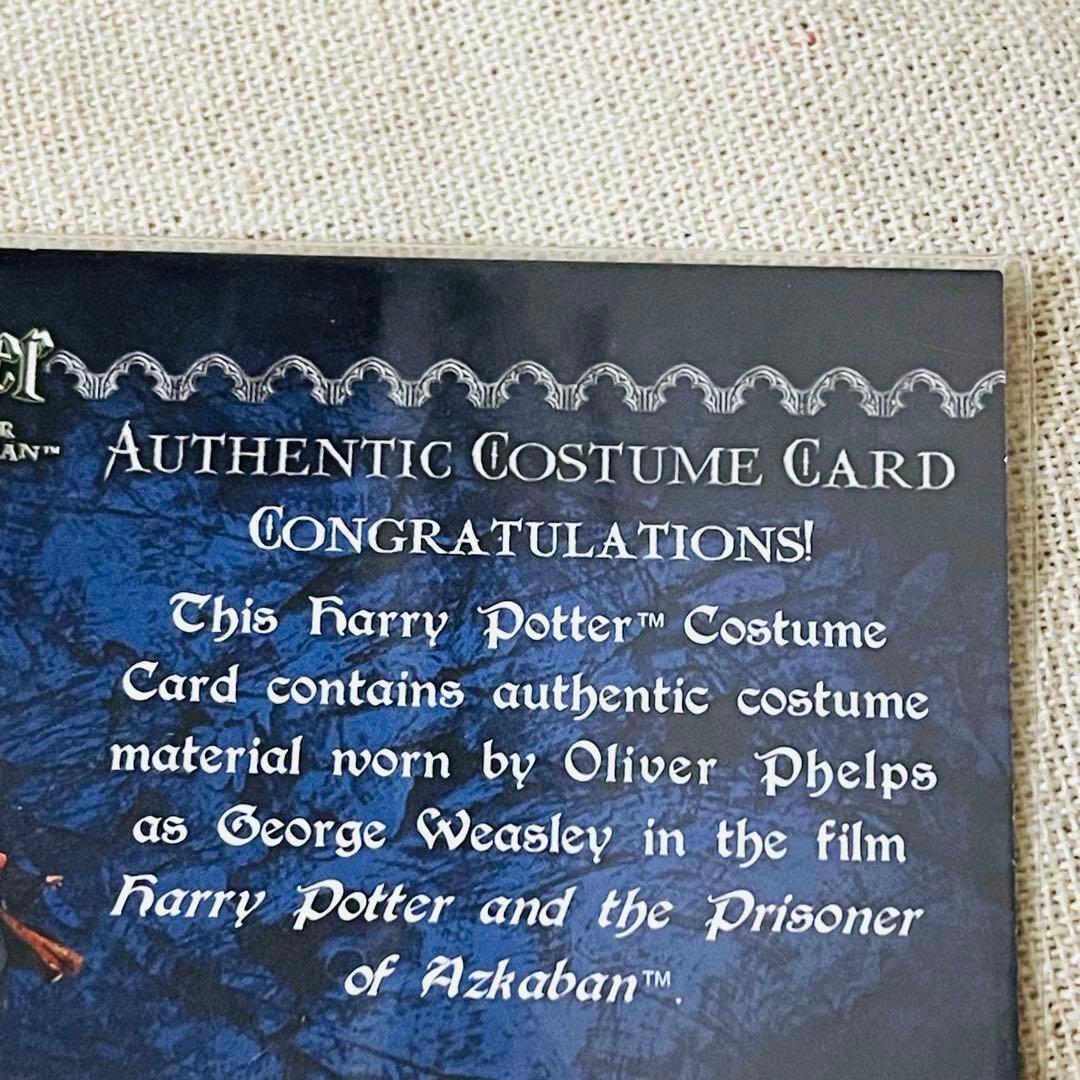 AUTHENTIC COSTUME CARD
CONGRATULATIONS!
This Harry Potter™ Costume
Card contains authentic costume
material worn by Oliver Phelps
as George Weasley in the film
Harry Potter and the Prisoner
of Azkaban™.